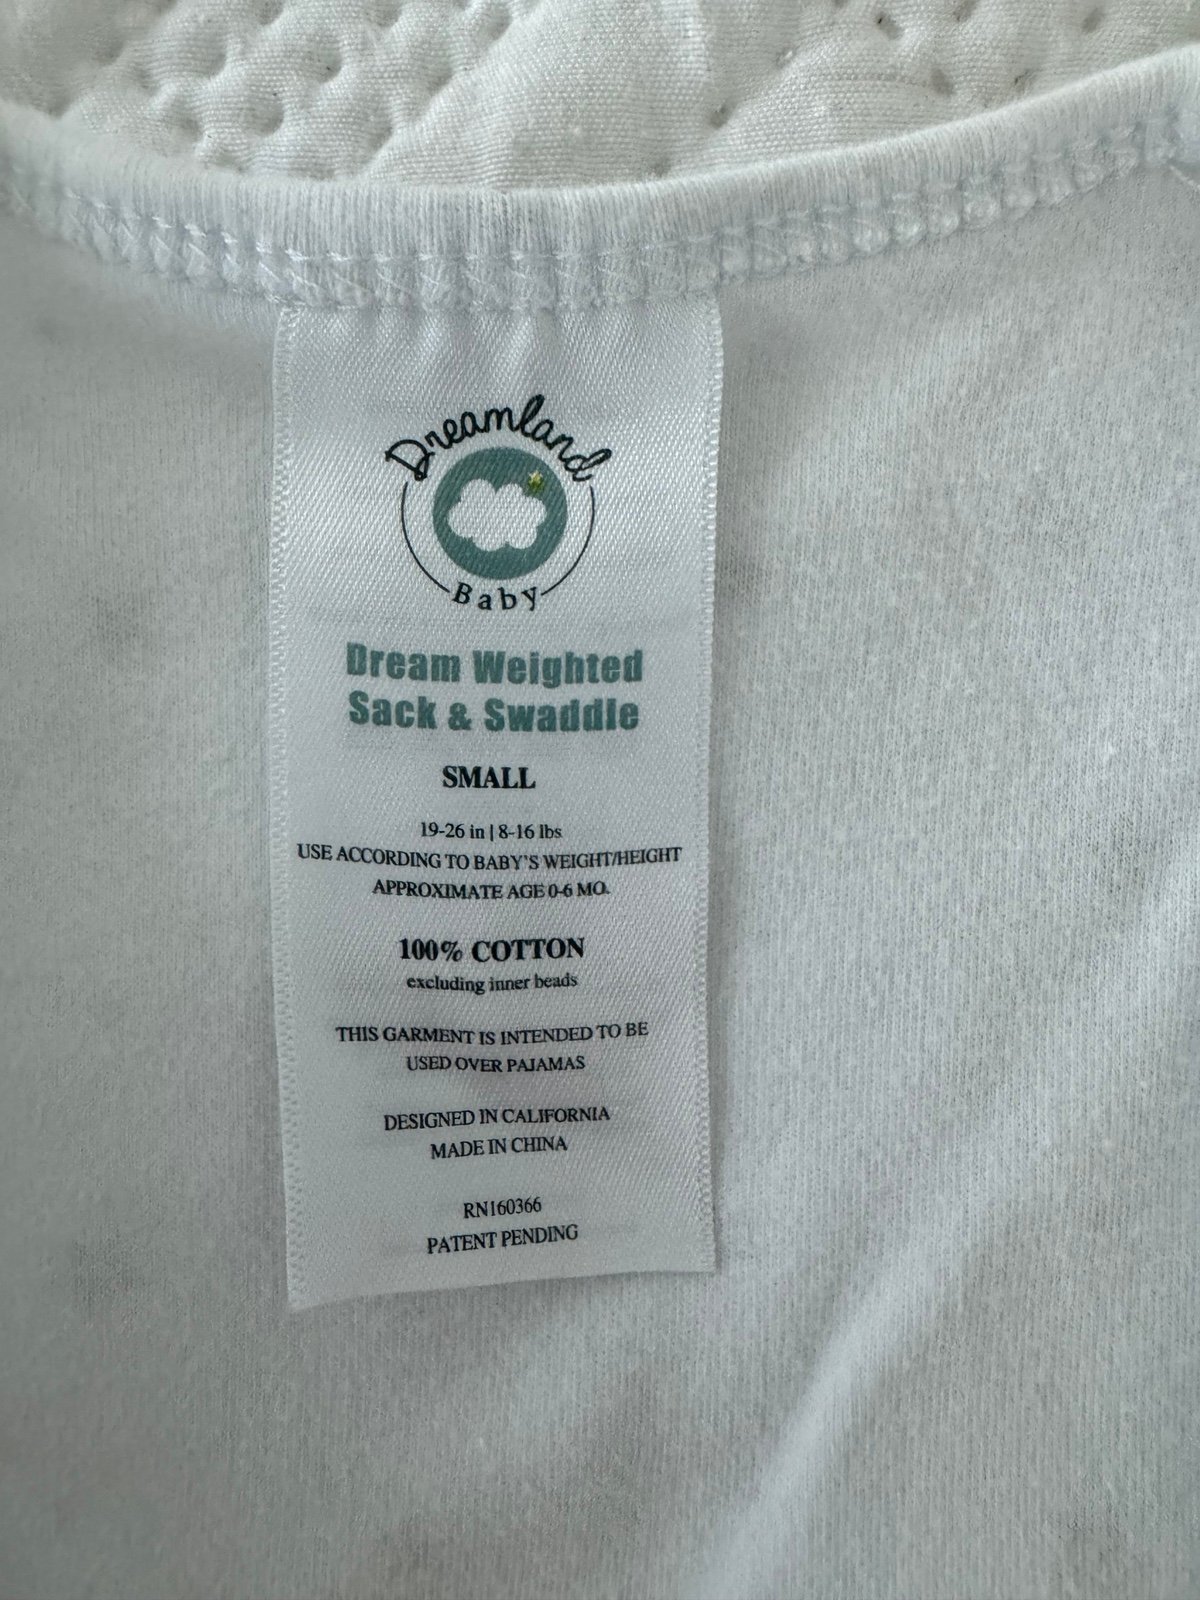 Dreamland
Baby
Dream Weighted
Sack & Swaddle
SMALL
19-26 in | 8-16 lbs
USE ACCORDING TO BABY'S WEIGHT/HEIGHT
APPROXIMATE AGE 0-6 MO.
100% COTTON
excluding inner beads
THIS GARMENT IS INTENDED TO BE
USED OVER PAJAMAS
DESIGNED IN CALIFORNIA
MADE IN CHINA
RN160366
PATENT PENDING